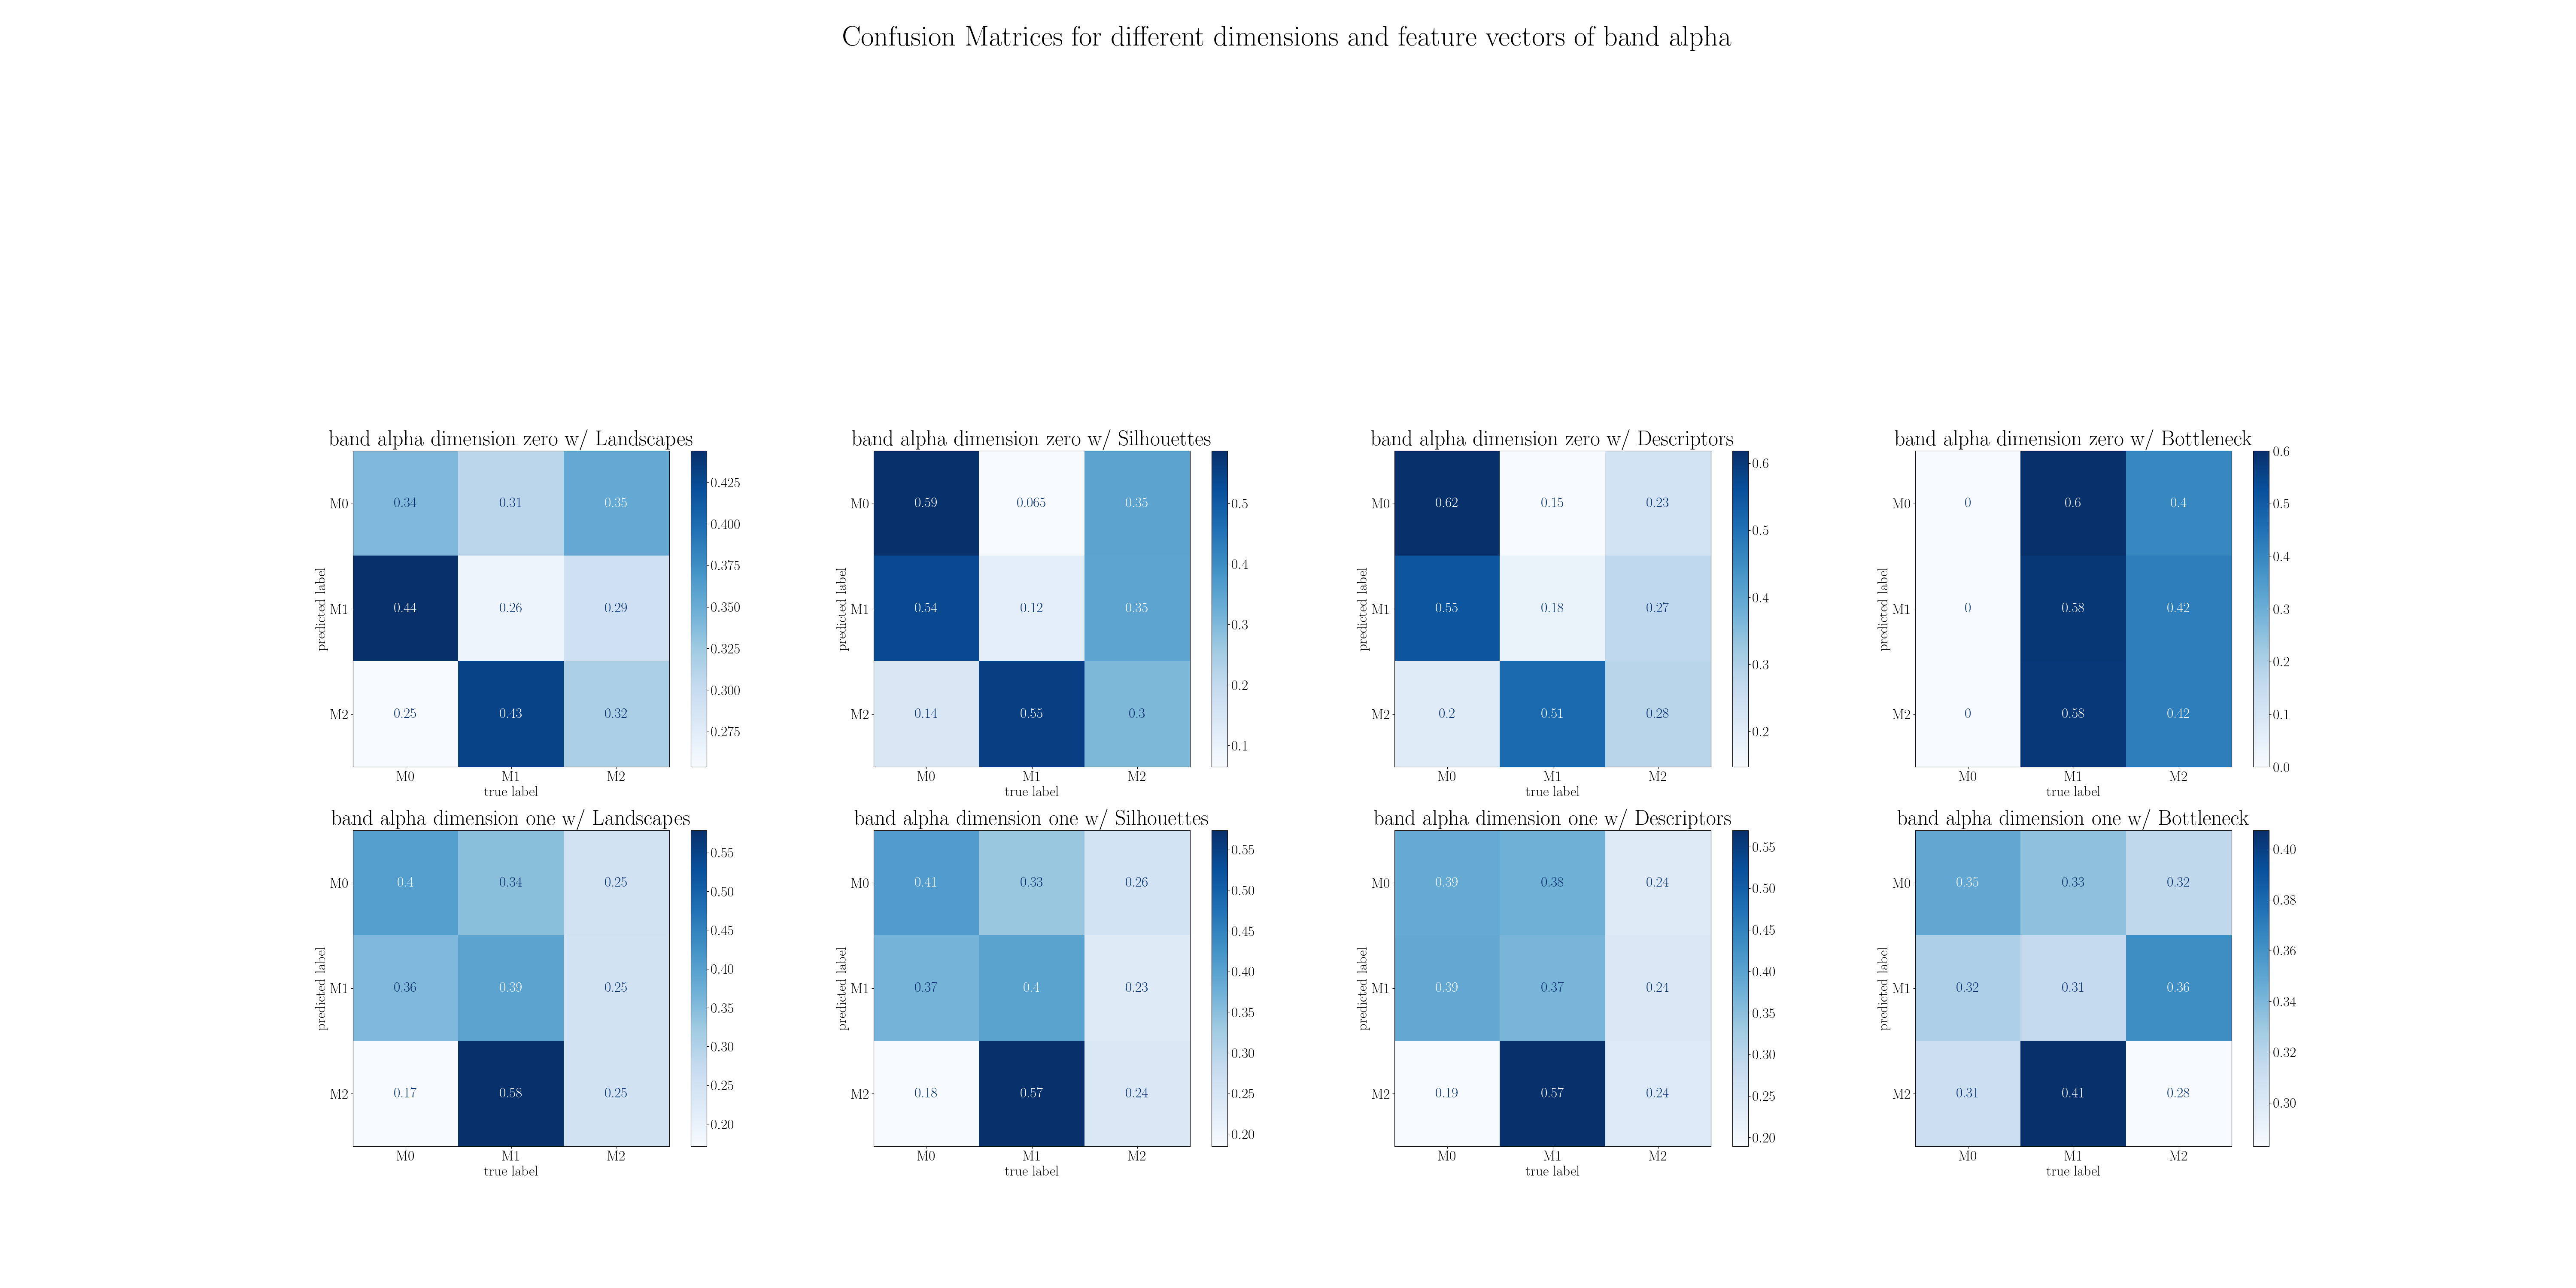 Confusion Matrices for different dimensions and feature vectors of band alpha
band alpha dimension zero w/ Landscapes
predicted label
M0 0.34 0.31 0.35
M1 0.44 0.26 0.29
M2 0.25 0.43 0.32
M0 M1 M2
true label
0.425
0.400
0.375
0.350
0.325
0.300
0.275
band alpha dimension zero w/ Silhouettes
predicted label
M0 0.59 0.065 0.35
M1 0.54 0.12 0.35
M2 0.14 0.55 0.3
M0 M1 M2
true label
0.5
0.4
0.3
0.2
0.1
band alpha dimension zero w/ Descriptors
predicted label
M0 0.62 0.15 0.23
M1 0.55 0.18 0.27
M2 0.2 0.51 0.28
M0 M1 M2
true label
0.6
0.5
0.4
0.3
0.2
band alpha dimension zero w/ Bottleneck
predicted label
M0 0 0.6 0.4
M1 0 0.58 0.42
M2 0 0.58 0.42
M0 M1 M2
true label
0.6
0.5
0.4
0.3
0.2
0.1
0.0
band alpha dimension one w/ Landscapes
predicted label
M0 0.4 0.34 0.25
M1 0.36 0.39 0.25
M2 0.17 0.58 0.25
M0 M1 M2
true label
0.55
0.50
0.45
0.40
0.35
0.30
0.25
0.20
band alpha dimension one w/ Silhouettes
predicted label
M0 0.41 0.33 0.26
M1 0.37 0.4 0.23
M2 0.18 0.57 0.24
M0 M1 M2
true label
0.55
0.50
0.45
0.40
0.35
0.30
0.25
0.20
band alpha dimension one w/ Descriptors
predicted label
M0 0.39 0.38 0.24
M1 0.39 0.37 0.24
M2 0.19 0.57 0.24
M0 M1 M2
true label
0.55
0.50
0.45
0.40
0.35
0.30
0.25
0.20
band alpha dimension one w/ Bottleneck
predicted label
M0 0.35 0.33 0.32
M1 0.32 0.31 0.36
M2 0.31 0.41 0.28
M0 M1 M2
true label
0.40
0.38
0.36
0.34
0.32
0.30